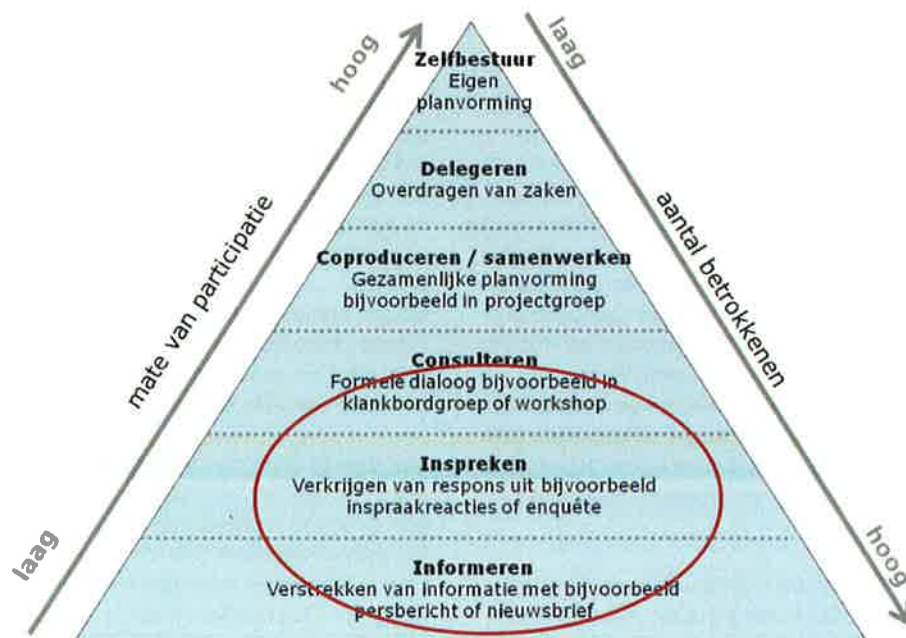 hoog
laag
Zelfbestuur
Eigen
planvorming
Delegeren
Overdragen van zaken
mate van participatie
aantal betrokkenen
Coproduceren / samenwerken
Gezamenlijke planvorming
bijvoorbeeld in projectgroep
Consulteren
Formele dialoog bijvoorbeeld in
klankbordgroep of workshop
Inspreken
Verkrijgen van respons uit bijvoorbeeld
inspraakreacties of enquête
laag
hoog
Informeren
Verstrekken van informatie met bijvoorbeeld
persbericht of nieuwsbrief